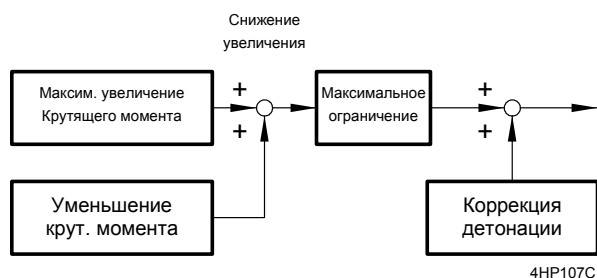 Снижение
увеличения
Максим. увеличение
Крутящего момента
+
+
Максимальное
ограничение
+
+
Уменьшение
крут. момента
Коррекция
детонации
4HP107C